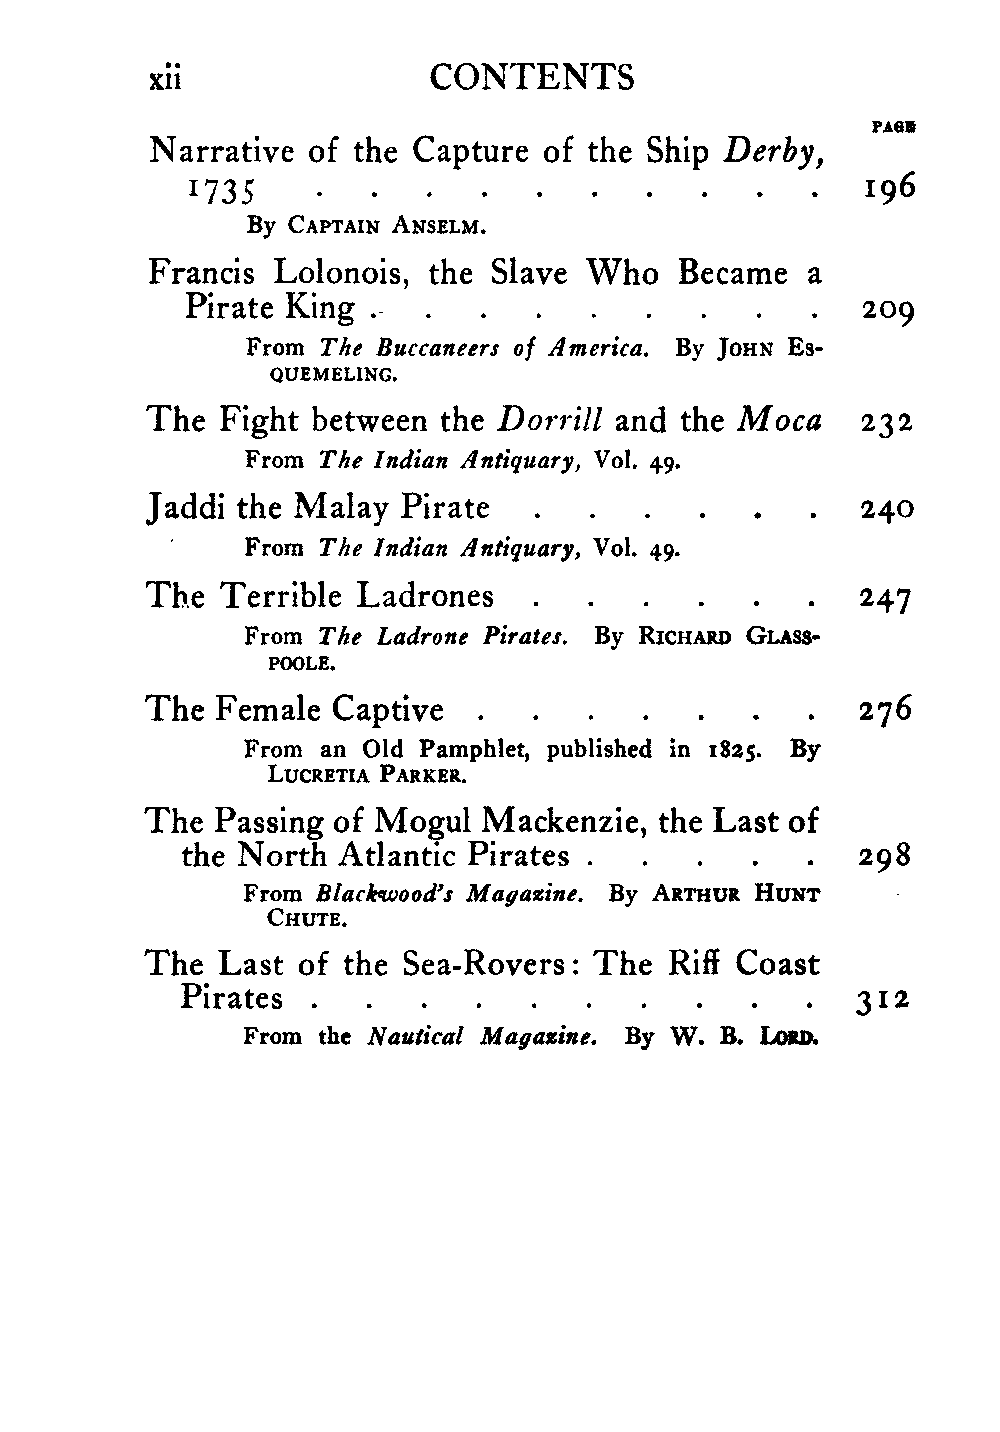 xii CONTENTS
PAGE
Narrative of the Capture of the Ship Derby,
1735 . . . . . . . . . . 196
By CAPTAIN ANSELM.
Francis Lolonois, the Slave Who Became a
Pirate King . . . . . . . . . 209
From The Buccaneers of America. By JOHN ES-
QUEMELING.
The Fight between the Dorrill and the Moca 232
From The Indian Antiquary, Vol. 49.
Jaddi the Malay Pirate . . . . . . 240
From The Indian Antiquary, Vol. 49.
The Terrible Ladrones . . . . . . 247
From The Ladrone Pirates. By RICHARD GLASS-
POOLE.
The Female Captive . . . . . . . 276
From an Old Pamphlet, published in 1825. By
LUCRETIA PARKER.
The Passing of Mogul Mackenzie, the Last of
the North Atlantic Pirates . . . . . 298
From Blackwood's Magazine. By ARTHUR HUNT
CHUTE.
The Last of the Sea-Rovers: The Riff Coast
Pirates . . . . . . . . . . 312
From the Nautical Magazine. By W. B. LORD.